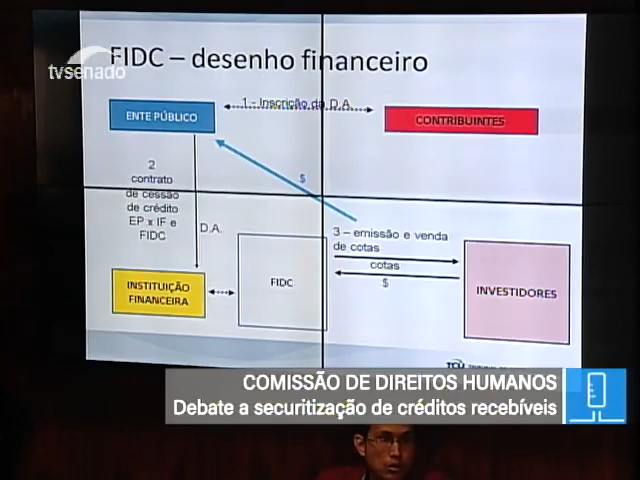 FIDC – desenho financeiro
tvsenado
1 - Inscrição da D.A.
ENTE PÚBLICO
CONTRIBUINTES
2
contrato
de cessão
de crédito
EP x IF e
FIDC
D.A.
$
3 – emissão e venda
de cotas
cotas
$
INSTITUIÇÃO
FINANCEIRA
FIDC
INVESTIDORES
TCU
COMISSÃO DE DIREITOS HUMANOS
Debate a securitização de créditos recebíveis